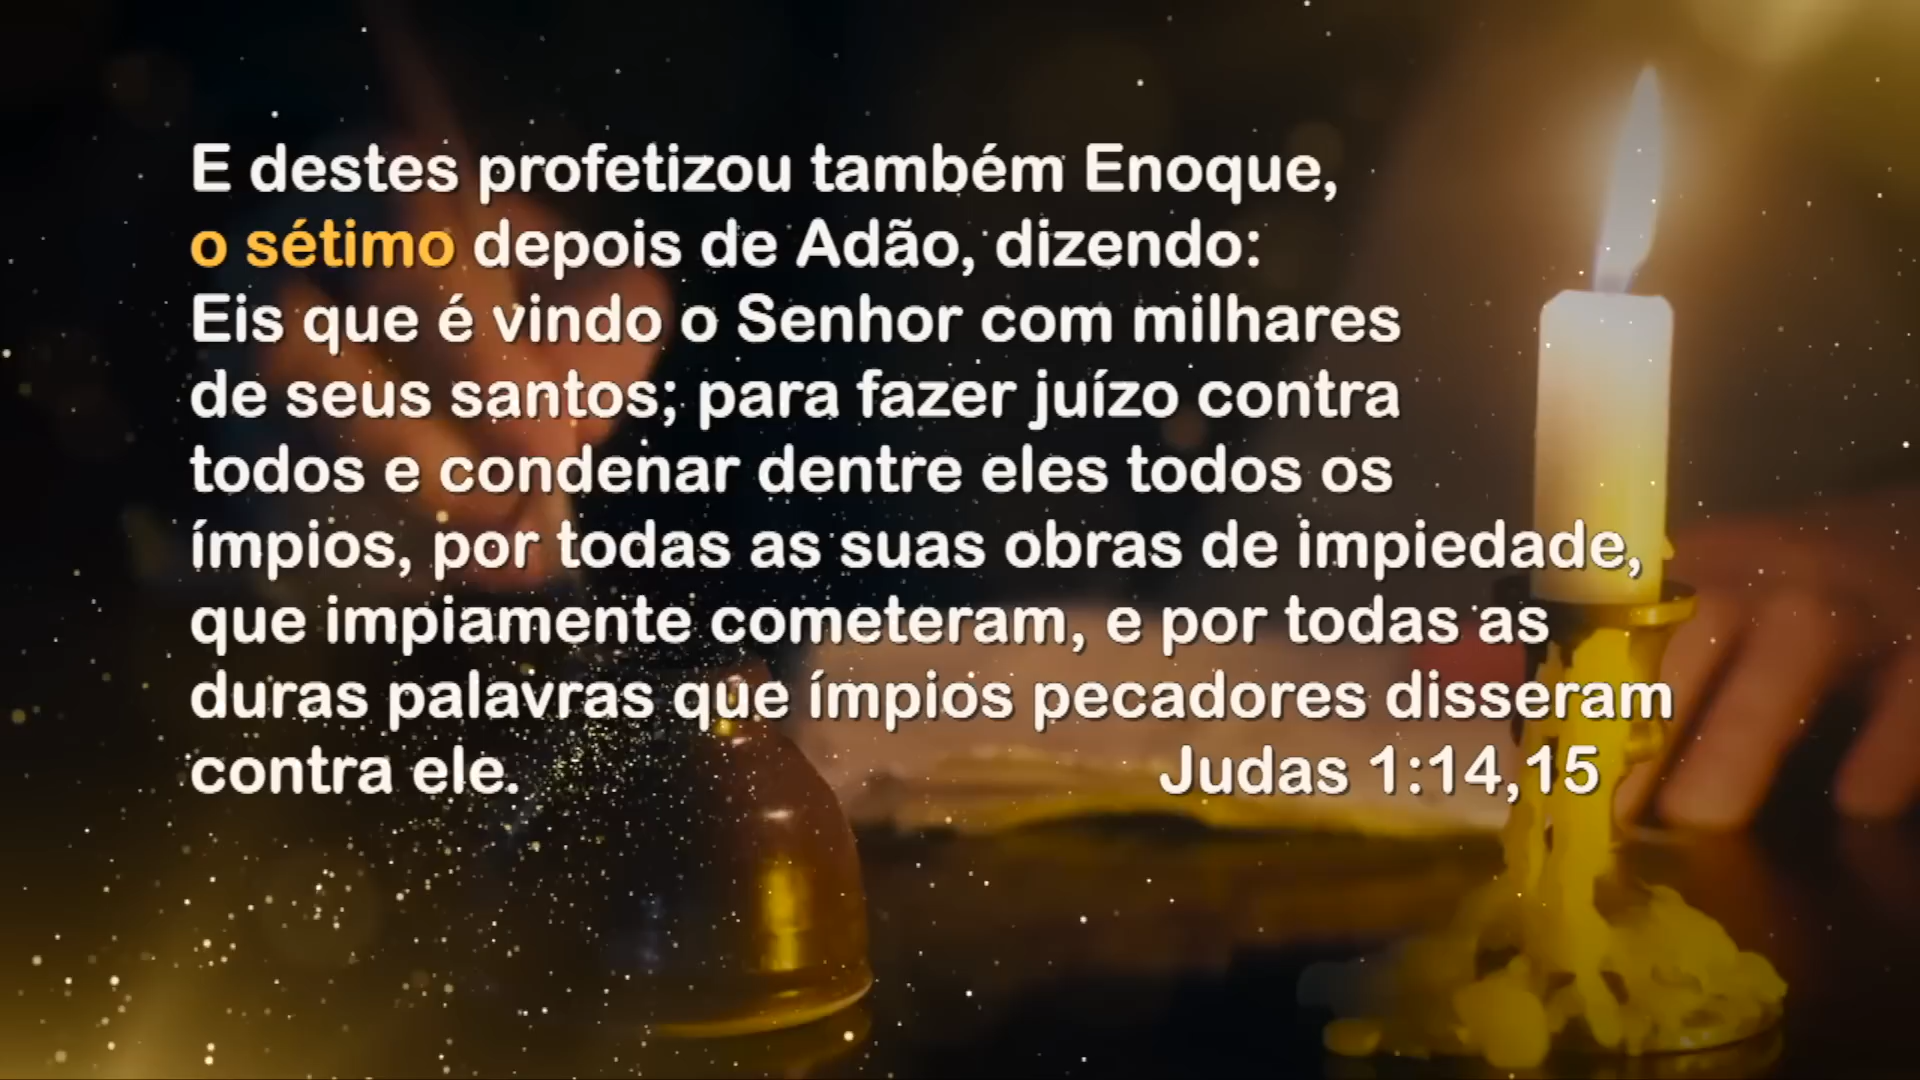 E destes profetizou também Enoque,
o sétimo depois de Adão, dizendo:
Eis que é vindo o Senhor com milhares
de seus santos; para fazer juízo contra
todos e condenar dentre eles todos os
ímpios, por todas as suas obras de impiedade,
que impiamente cometeram, e por todas as
duras palavras que ímpios pecadores disseram
contra ele. Judas 1:14,15